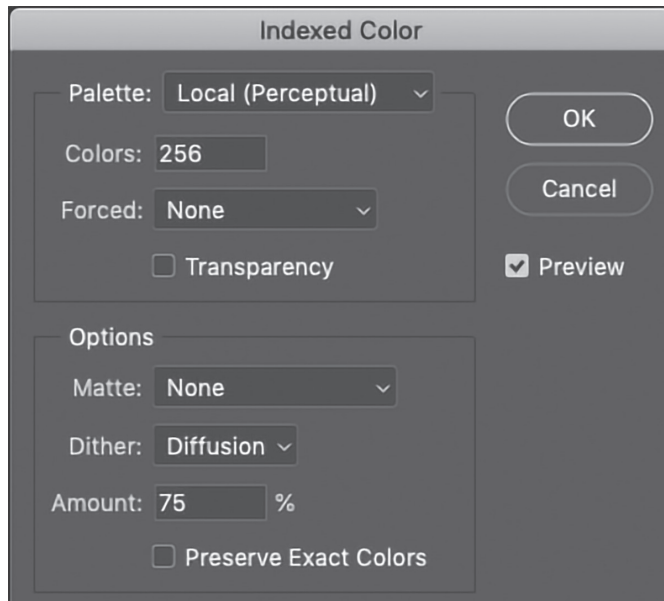 Indexed Color
Palette: Local (Perceptual)
Colors: 256
Forced: None
Transparency
OK
Cancel
Preview
Options
Matte: None
Dither: Diffusion
Amount: 75 %
Preserve Exact Colors